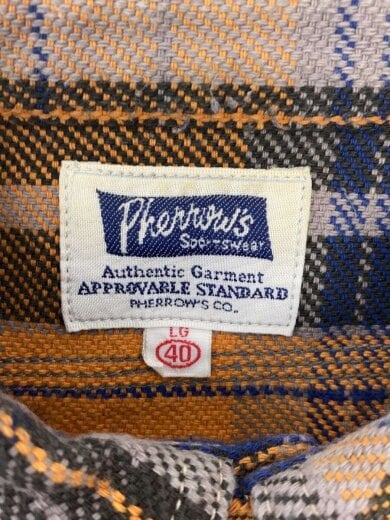 Pherrow's
Sportswear
Authentic Garment
APPROVABLE STANDARD
PHERROW'S CO.,
LG
40